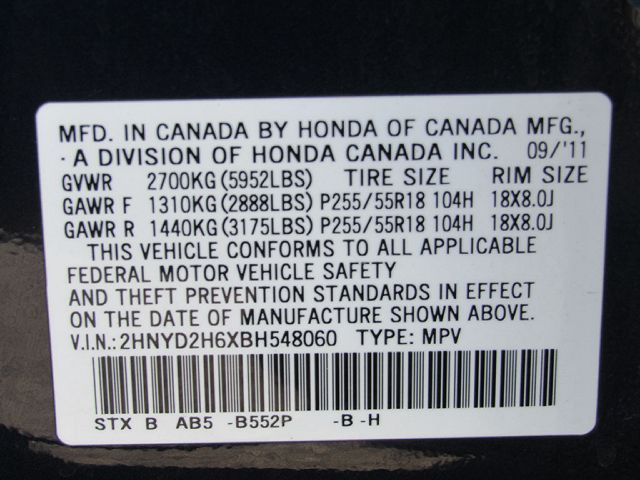 MFD. IN CANADA BY HONDA OF CANADA MFG.,
· A DIVISION OF HONDA CANADA INC. 09/'11
GVWR 2700KG (5952LBS) TIRE SIZE RIM SIZE
GAWR F 1310KG (2888LBS) P255/55R18 104H 18X8.0J
GAWR R 1440KG (3175LBS) P255/55R18 104H 18X8.0J
THIS VEHICLE CONFORMS TO ALL APPLICABLE
FEDERAL MOTOR VEHICLE SAFETY
AND THEFT PREVENTION STANDARDS IN EFFECT
ON THE DATE OF MANUFACTURE SHOWN ABOVE.
V.I.N.:2HNYD2H6XBH548060 TYPE: MPV
STX B AB5 -B552P -B -H